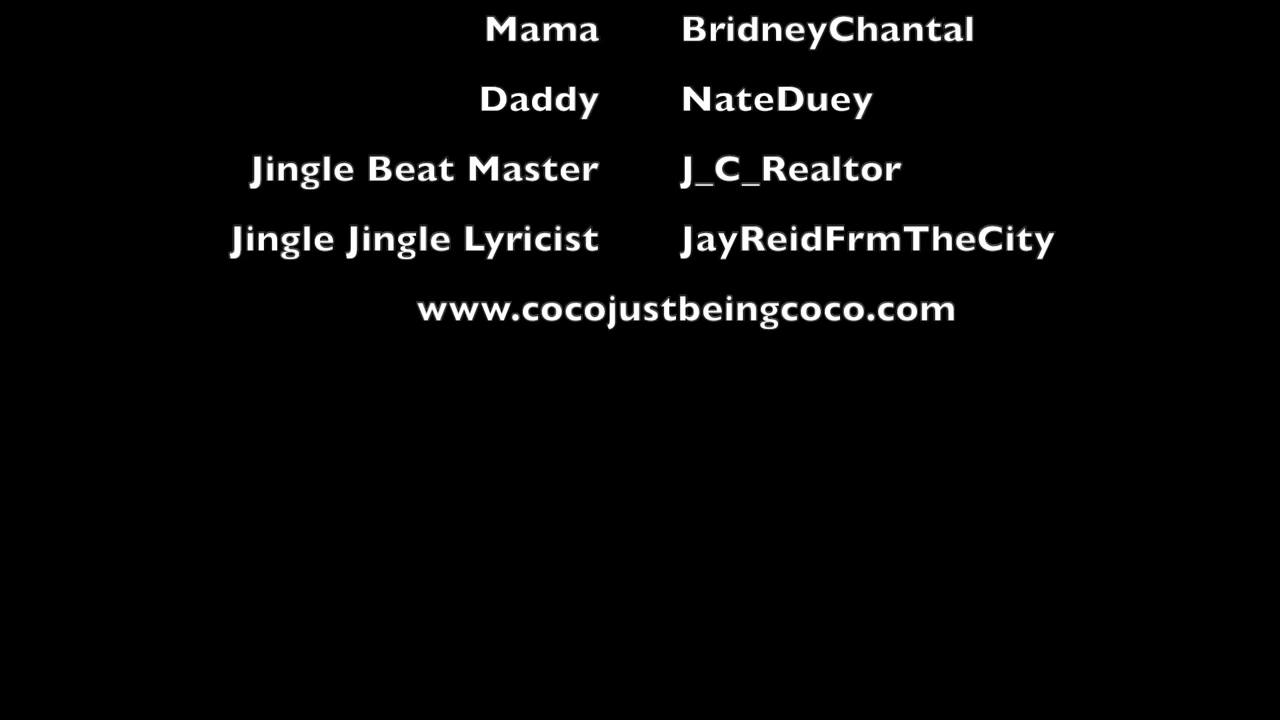 Mama BridneyChantal
Daddy NateDuey
Jingle Beat Master J_C_Realtor
Jingle Jingle Lyricist JayReidFrmTheCity
www.cocojustbeingcoco.com